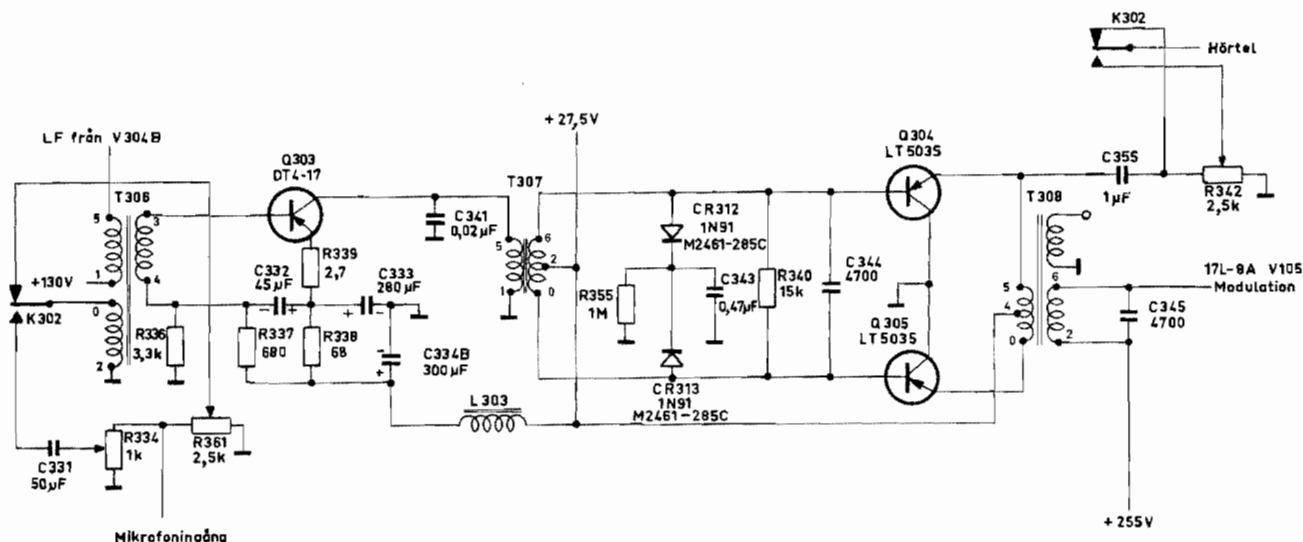 K302
Hörtel
LF från V304B
+27,5V
Q303
DT4-17
Q304
LT503S
C355
1µF
R342
2,5k
T306
5
3
1
4
0
2
+130V
K302
R339
2,7
C332
45µF
- +
C333
280µF
+ -
C341
0,02µF
T307
5
6
2
1
0
CR312
1N91
M2461-285C
R355
1M
C343
0,47µF
R340
15k
C344
4700
T308
5
4
0
6
2
17L-8A V105
Modulation
C345
4700
R336
3,3k
R337
680
R338
68
C334B
300µF
-
+
CR313
1N91
M2461-285C
Q305
LT503S
L303
R334
1k
R361
2,5k
C331
50µF
Mikrofoningång
+255V